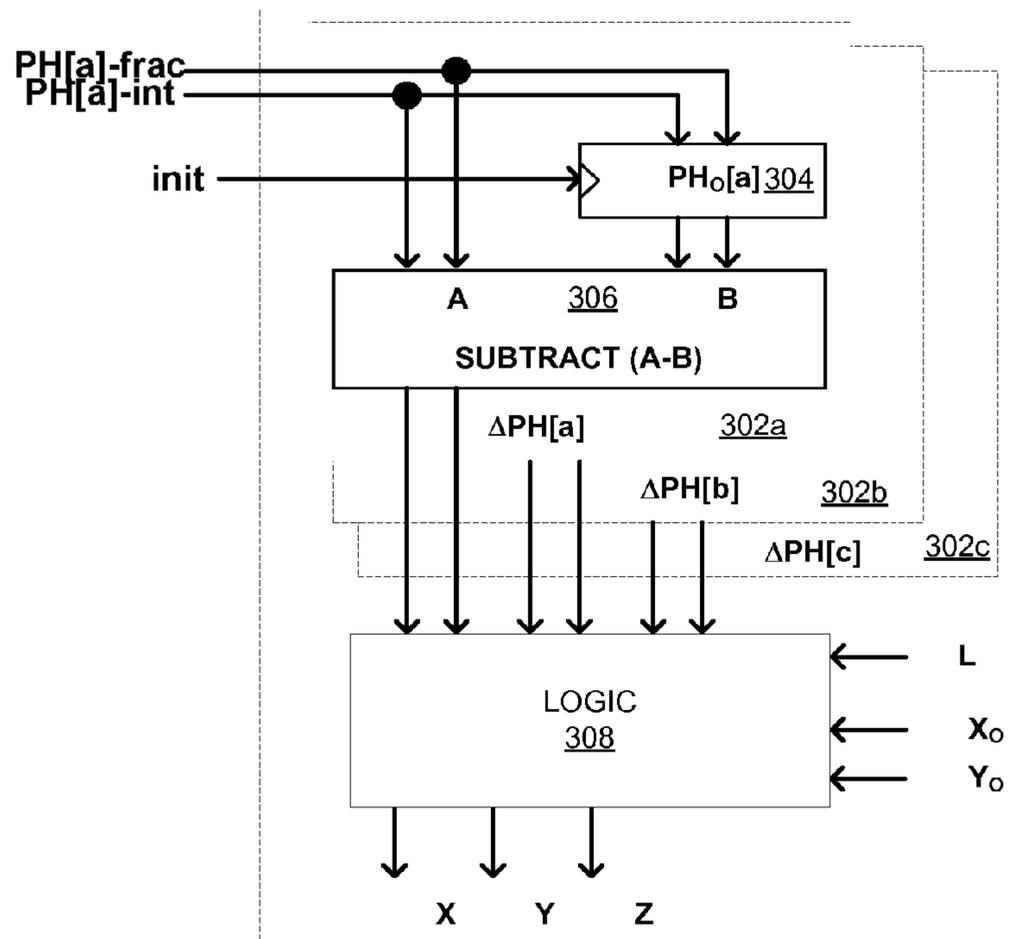 PH[a]-frac
PH[a]-int
init
PHO[a] 304
A 306 B
SUBTRACT (A-B)
ΔPH[a] 302a
ΔPH[b] 302b
ΔPH[c] 302c
L
LOGIC
308
XO
YO
X Y Z